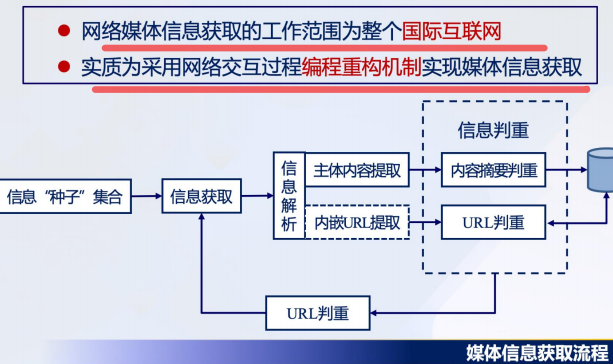 网络媒体信息获取的工作范围为整个国际互联网
实质为采用网络交互过程编程重构机制实现媒体信息获取
信息判重
信息“种子”集合
信息获取
信息解析
主体内容提取
内容摘要判重
内嵌URL提取
URL判重
URL判重
媒体信息获取流程